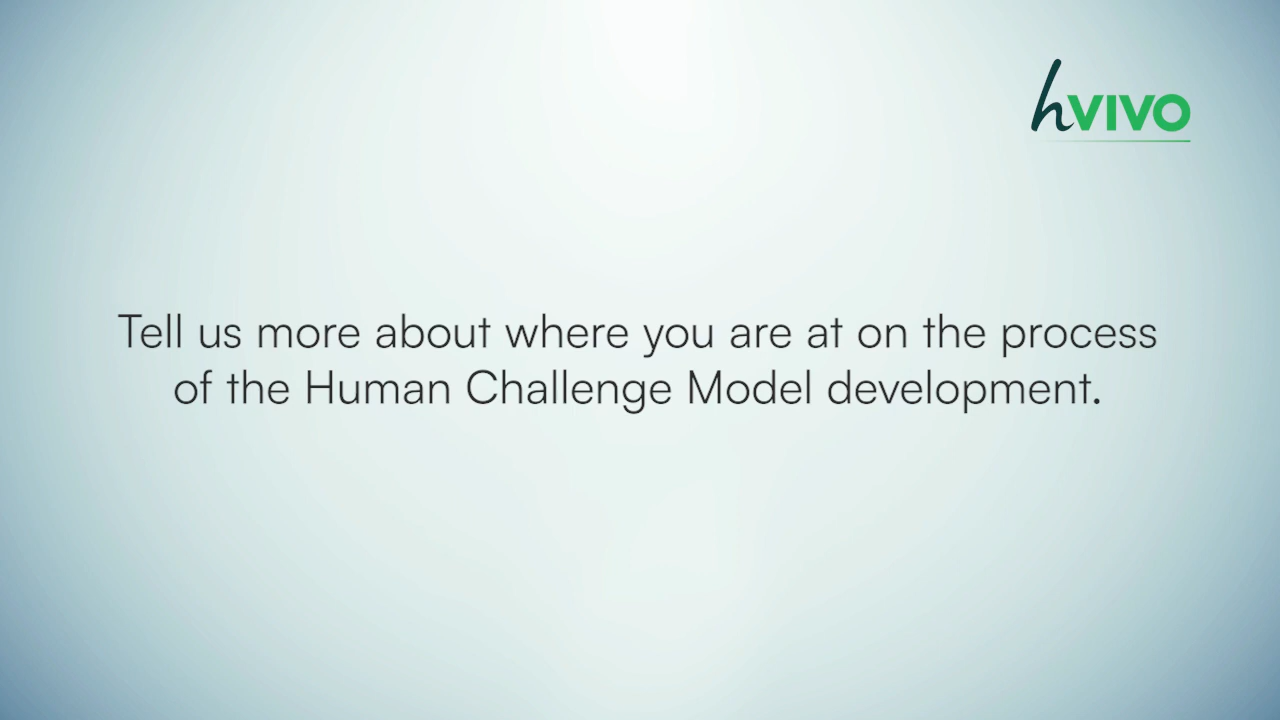 hVIVO
Tell us more about where you are at on the process
of the Human Challenge Model development.